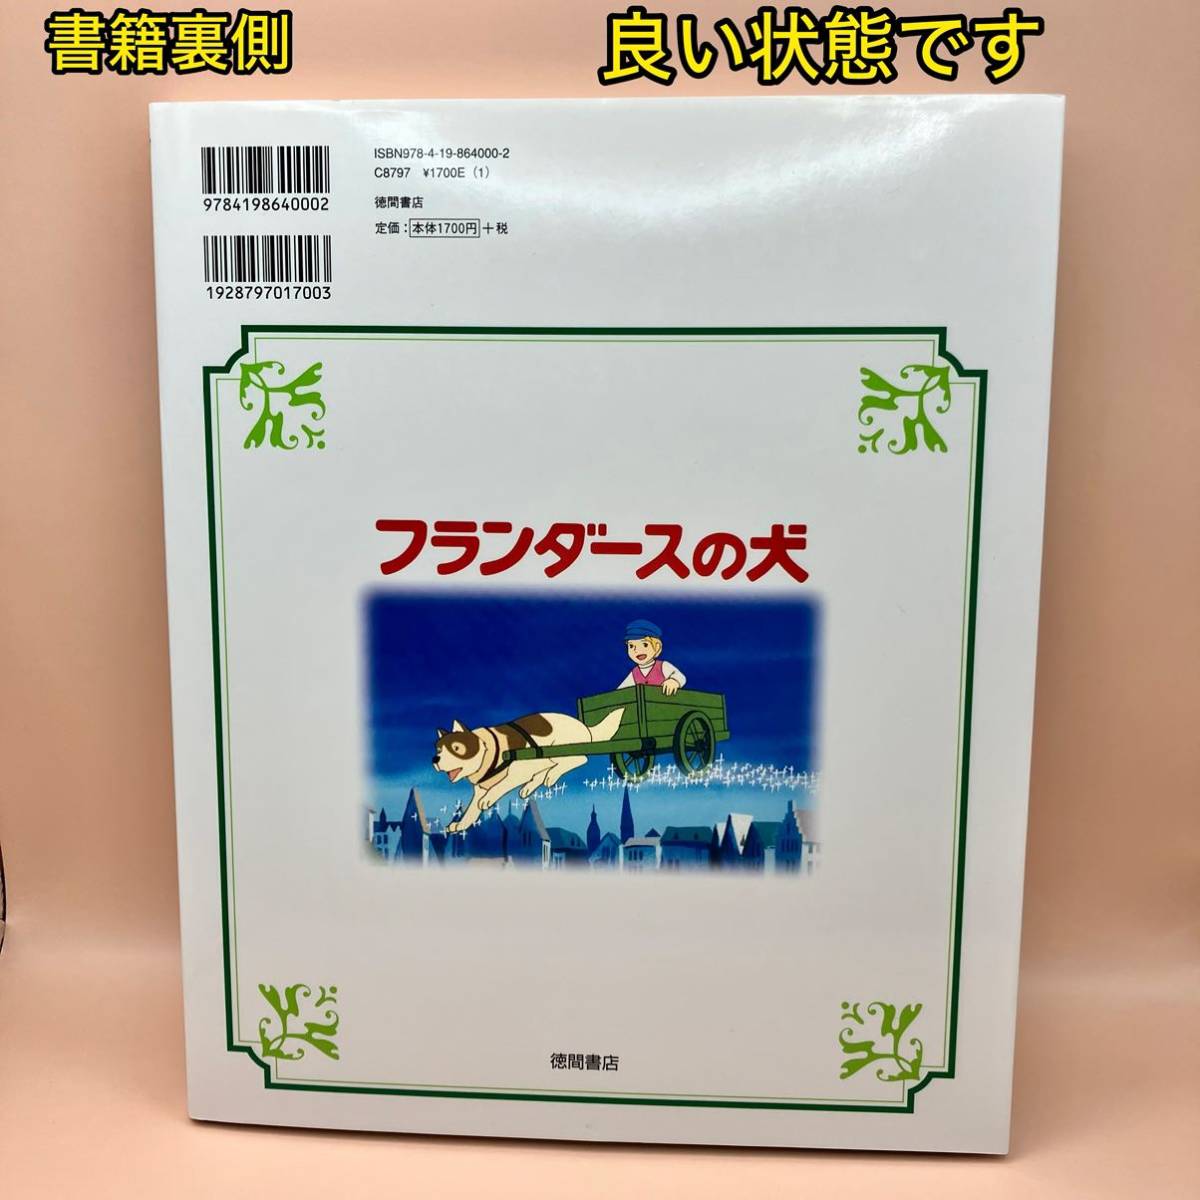 書籍裏側
良い状態です
ISBN978-4-19-864000-2
C8797 ¥1700E (1)
徳間書店
定価：本体1700円+税
9784198640002
1928797017003
フランダースの犬
徳間書店